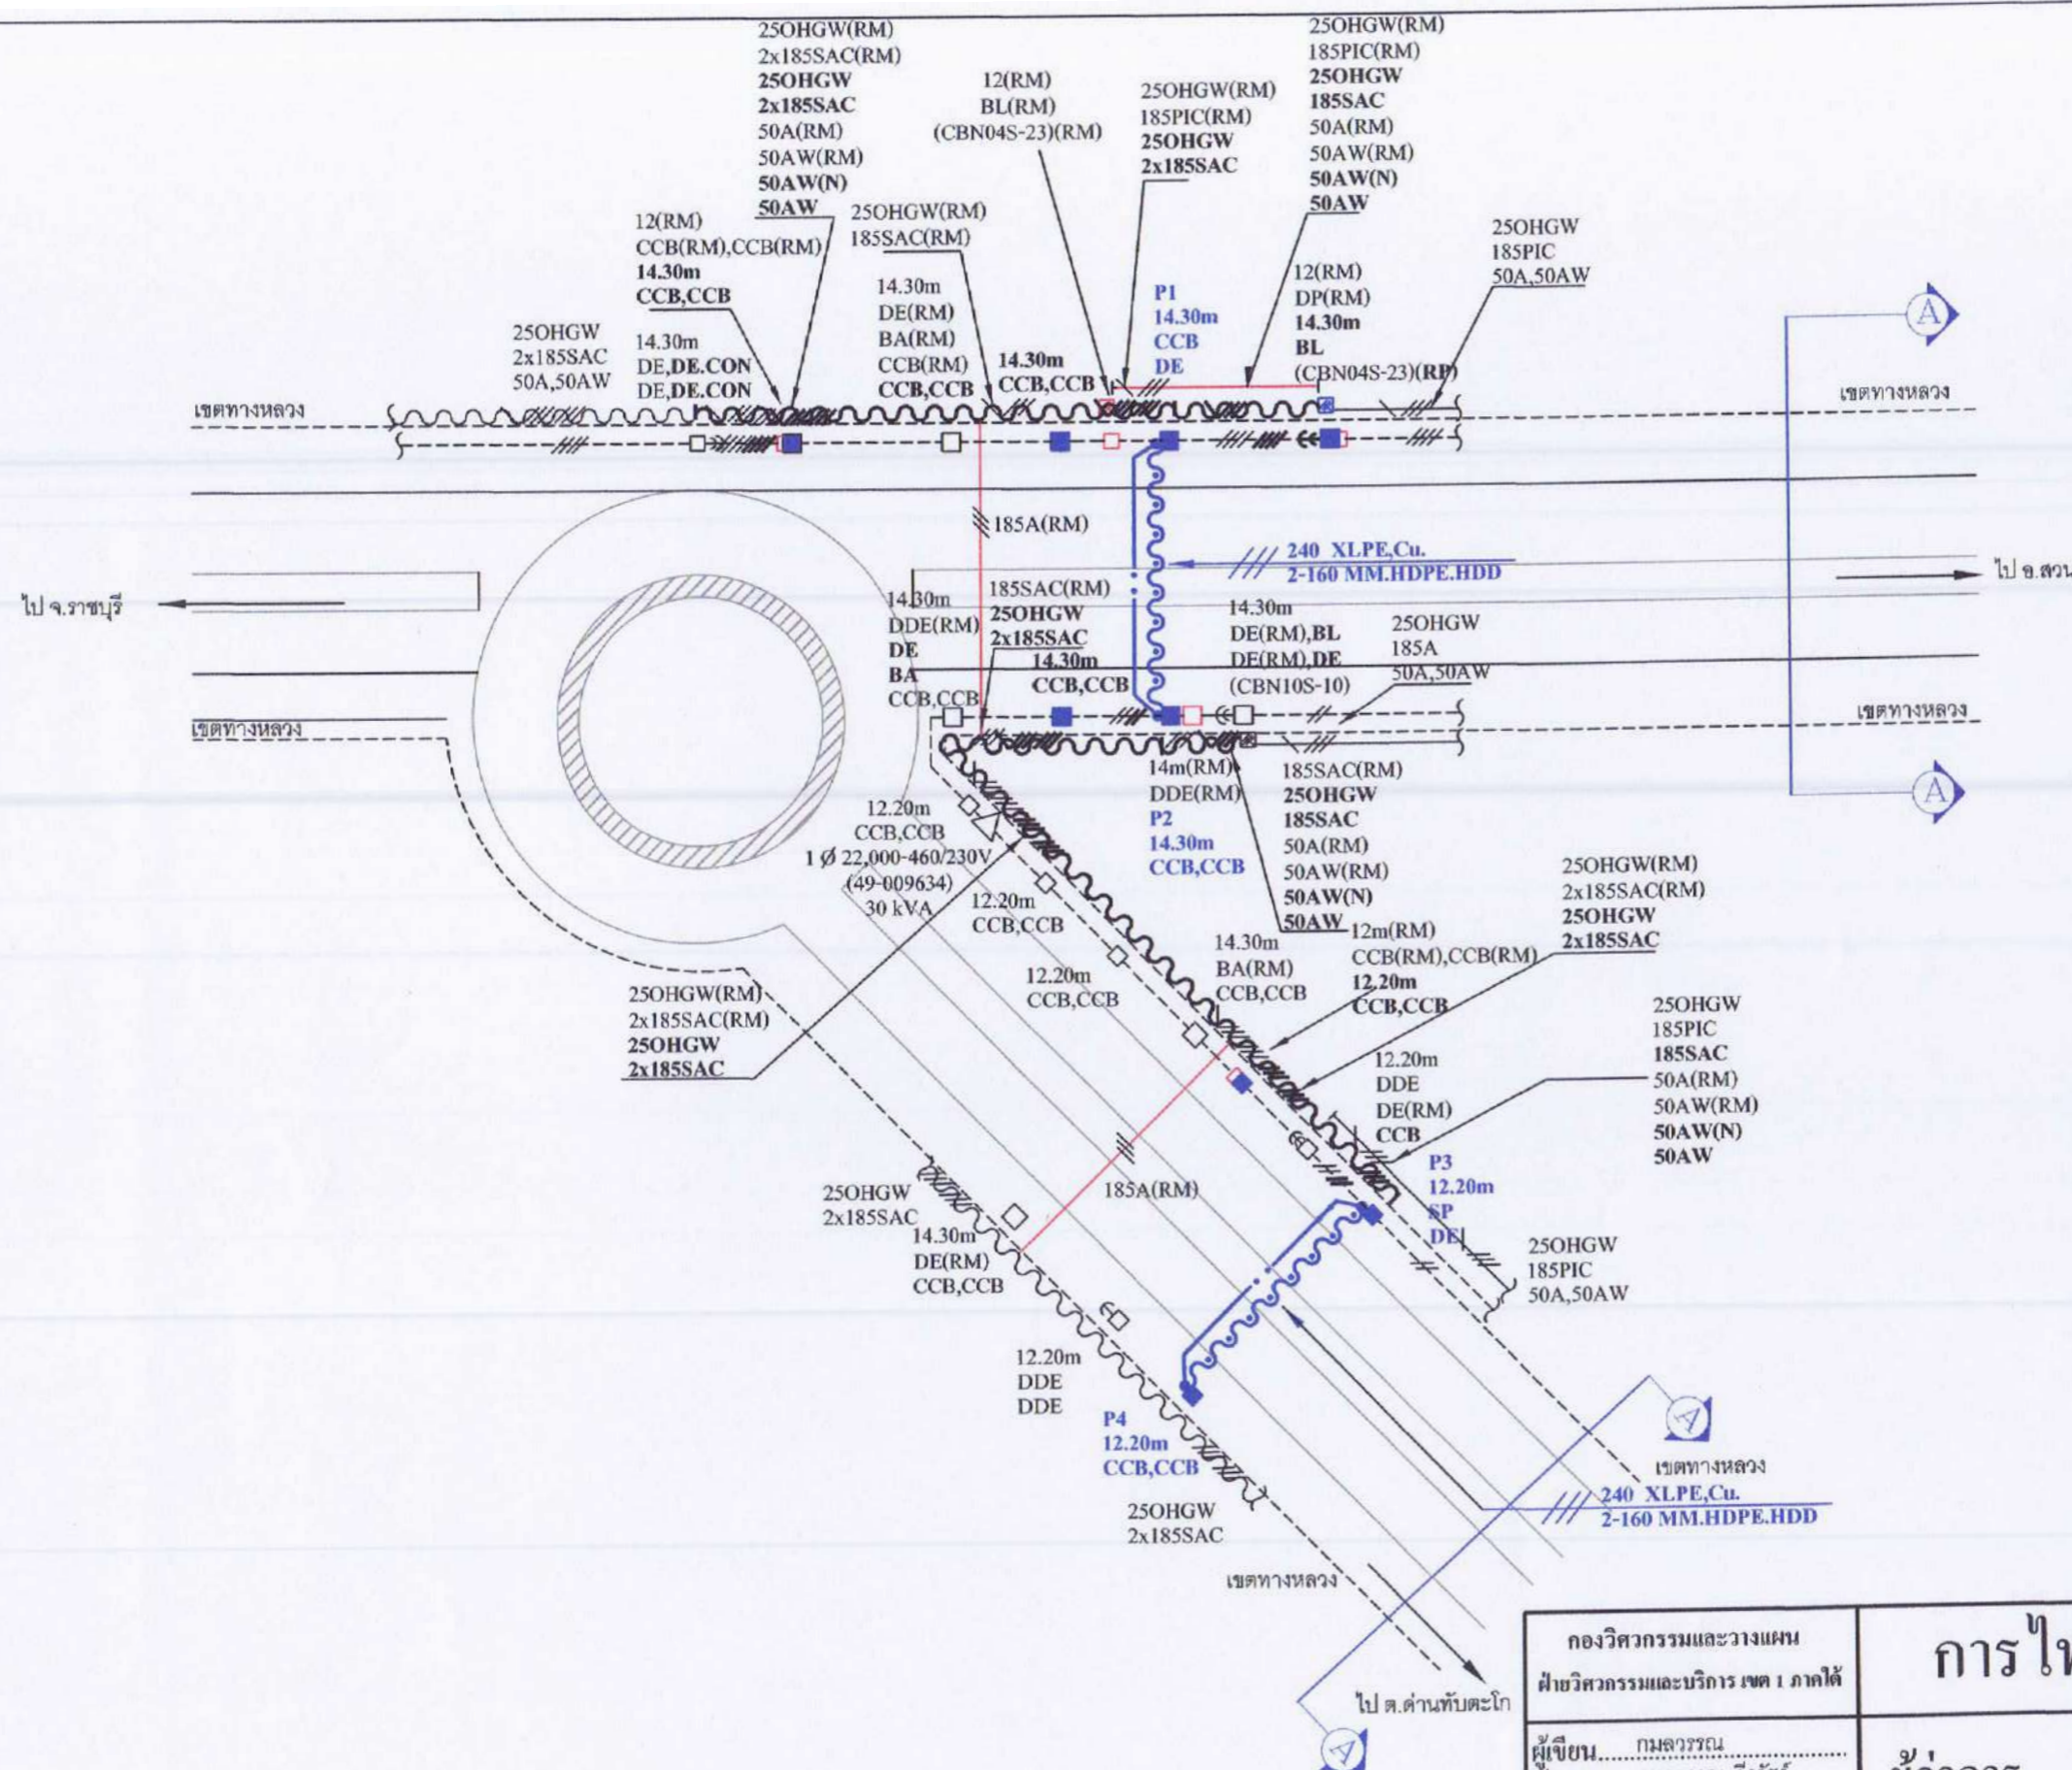 25OHGW(RM)
2x185SAC(RM)
25OHGW
2x185SAC
50A(RM)
50AW(RM)
50AW(N)
50AW
12(RM)
BL(RM)
(CBN04S-23)(RM)
25OHGW(RM)
185PIC(RM)
25OHGW
2x185SAC
25OHGW(RM)
185PIC(RM)
25OHGW
185SAC
50A(RM)
50AW(RM)
50AW(N)
50AW
12(RM)
CCB(RM),CCB(RM)
14.30m
CCB,CCB
25OHGW(RM)
185SAC(RM)
25OHGW
185PIC
50A,50AW
25OHGW
2x185SAC
50A,50AW
14.30m
DE,DE.CON
DE,DE.CON
14.30m
DE(RM)
BA(RM)
CCB(RM)
CCB,CCB
14.30m
CCB,CCB
P1
14.30m
CCB
DE
12(RM)
DP(RM)
14.30m
BL
(CBN04S-23)(RP)
A
เขตทางหลวง
เขตทางหลวง
185A(RM)
240 XLPE,Cu.
2-160 MM.HDPE.HDD
ไป จ.ราชบุรี
ไป อ.สวน
14.30m
DDE(RM)
DE
BA
CCB,CCB
185SAC(RM)
25OHGW
2x185SAC
14.30m
CCB,CCB
14.30m
DE(RM),BL
DE(RM),DE
(CBN10S-10)
25OHGW
185A
50A,50AW
เขตทางหลวง
เขตทางหลวง
A
14m(RM)
DDE(RM)
P2
14.30m
CCB,CCB
185SAC(RM)
25OHGW
185SAC
50A(RM)
50AW(RM)
50AW(N)
50AW
12.20m
CCB,CCB
1 Ø 22,000-460/230V
(49-009634)
30 kVA
12.20m
CCB,CCB
12.20m
CCB,CCB
14.30m
BA(RM)
CCB,CCB
12m(RM)
CCB(RM),CCB(RM)
12.20m
CCB,CCB
25OHGW(RM)
2x185SAC(RM)
25OHGW
2x185SAC
25OHGW(RM)
2x185SAC(RM)
25OHGW
2x185SAC
25OHGW
185PIC
185SAC
50A(RM)
50AW(RM)
50AW(N)
50AW
12.20m
DDE
DE(RM)
CCB
P3
12.20m
SP
DE
185A(RM)
25OHGW
2x185SAC
14.30m
DE(RM)
CCB,CCB
25OHGW
185PIC
50A,50AW
12.20m
DDE
DDE
P4
12.20m
CCB,CCB
25OHGW
2x185SAC
A
เขตทางหลวง
240 XLPE,Cu.
2-160 MM.HDPE.HDD
เขตทางหลวง
ไป ต.ด่านทับตะโก
A
กองวิศวกรรมและวางแผน
ฝ่ายวิศวกรรมและบริการ เขต 1 ภาคใต้
การไฟ
ผู้เขียน.....กมลวรรณ